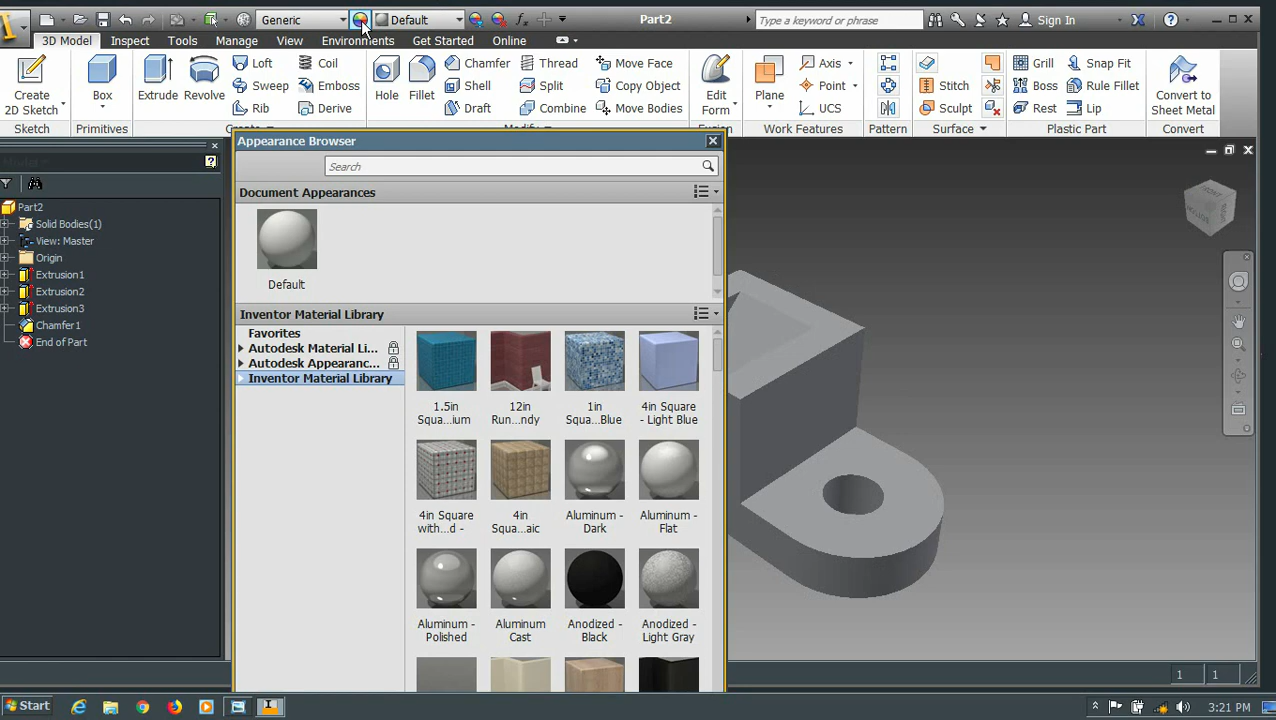 Generic
Default
Part2
Type a keyword or phrase
Sign In
3D Model
Inspect
Tools
Manage
View
Environments
Get Started
Online
Create
2D Sketch
Box
Extrude
Revolve
Loft
Sweep
Rib
Coil
Emboss
Derive
Hole
Fillet
Chamfer
Shell
Draft
Thread
Split
Combine
Move Face
Copy Object
Move Bodies
Edit
Form
Plane
Axis
Point
UCS
Stitch
Sculpt
Grill
Boss
Rest
Snap Fit
Rule Fillet
Lip
Convert to
Sheet Metal
Sketch
Primitives
Work Features
Pattern
Surface
Plastic Part
Convert
Model
Part2
Solid Bodies(1)
View: Master
Origin
Extrusion1
Extrusion2
Extrusion3
Chamfer1
End of Part
Appearance Browser
Search
Document Appearances
Default
Inventor Material Library
Favorites
Autodesk Material Li...
Autodesk Appearanc...
Inventor Material Library
1.5in
Squa...ium
12in
Run...ndy
1in
Squa...Blue
4in Square
- Light Blue
4in Square
with...d -
4in
Squa...aic
Aluminum -
Dark
Aluminum -
Flat
Aluminum -
Polished
Aluminum
Cast
Anodized -
Black
Anodized -
Light Gray
1
1
Start
3:21 PM